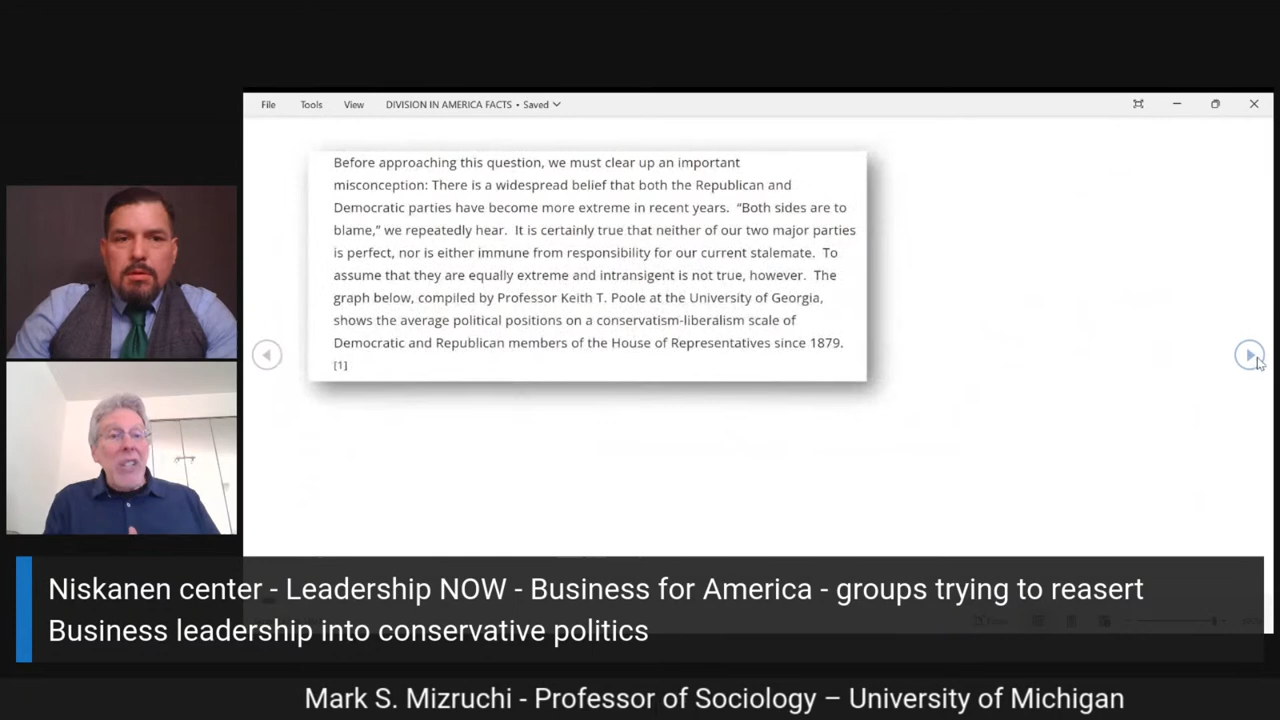 File Tools View DIVISION IN AMERICA FACTS • Saved
Before approaching this question, we must clear up an important
misconception: There is a widespread belief that both the Republican and
Democratic parties have become more extreme in recent years. “Both sides are to
blame,” we repeatedly hear. It is certainly true that neither of our two major parties
is perfect, nor is either immune from responsibility for our current stalemate. To
assume that they are equally extreme and intransigent is not true, however. The
graph below, compiled by Professor Keith T. Poole at the University of Georgia,
shows the average political positions on a conservatism-liberalism scale of
Democratic and Republican members of the House of Representatives since 1879.
[1]
Niskanen center - Leadership NOW - Business for America - groups trying to reasert
Business leadership into conservative politics
Mark S. Mizruchi - Professor of Sociology – University of Michigan